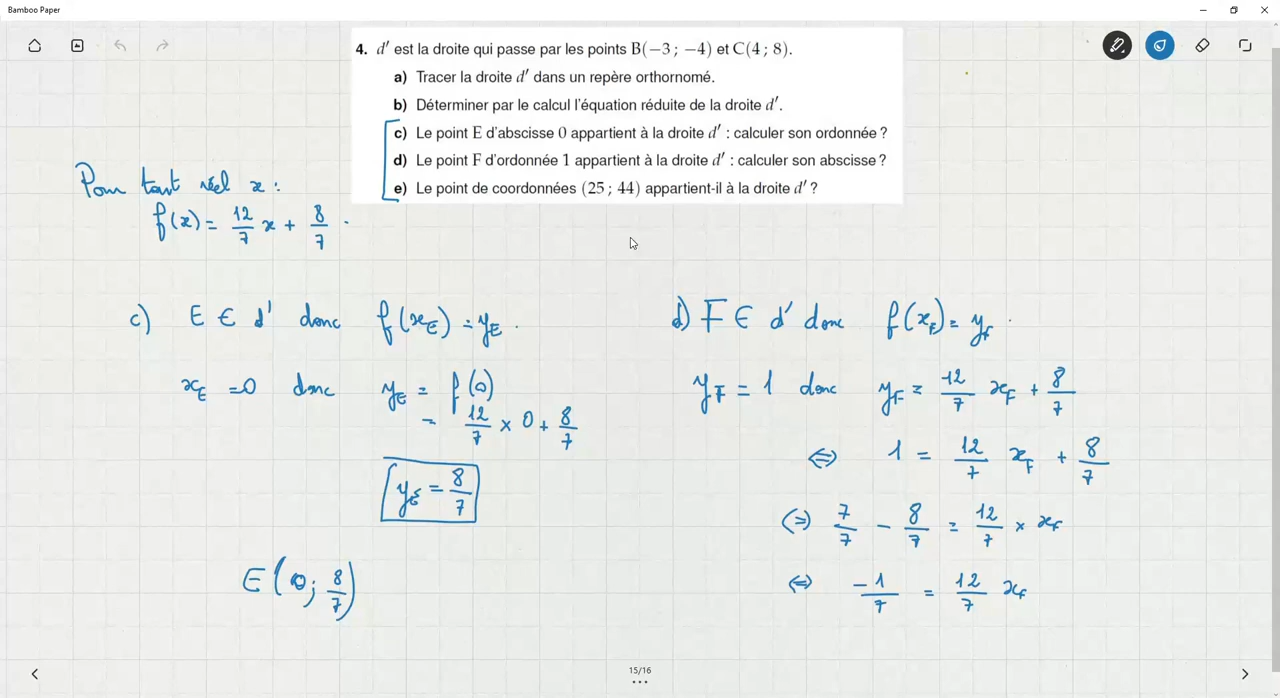 Bamboo Paper
4. d' est la droite qui passe par les points B(−3 ; −4) et C(4 ; 8).
a) Tracer la droite d' dans un repère orthornomé.
b) Déterminer par le calcul l'équation réduite de la droite d'.
c) Le point E d'abscisse 0 appartient à la droite d' : calculer son ordonnée ?
d) Le point F d'ordonnée 1 appartient à la droite d' : calculer son abscisse ?
e) Le point de coordonnées (25 ; 44) appartient-il à la droite d' ?
Pour tout réel x :
f(x) = 12/7 x + 8/7 .
c) E ∈ d' donc f(x_E) = y_E .
x_E = 0 donc y_E = f(0)
= 12/7 × 0 + 8/7
y_E = 8/7
E(0 ; 8/7)
d) F ∈ d' donc f(x_F) = y_F .
y_F = 1 donc y_F = 12/7 x_F + 8/7
⇔ 1 = 12/7 x_F + 8/7
⇔ 7/7 − 8/7 = 12/7 × x_F
⇔ −1/7 = 12/7 x_F
15/16